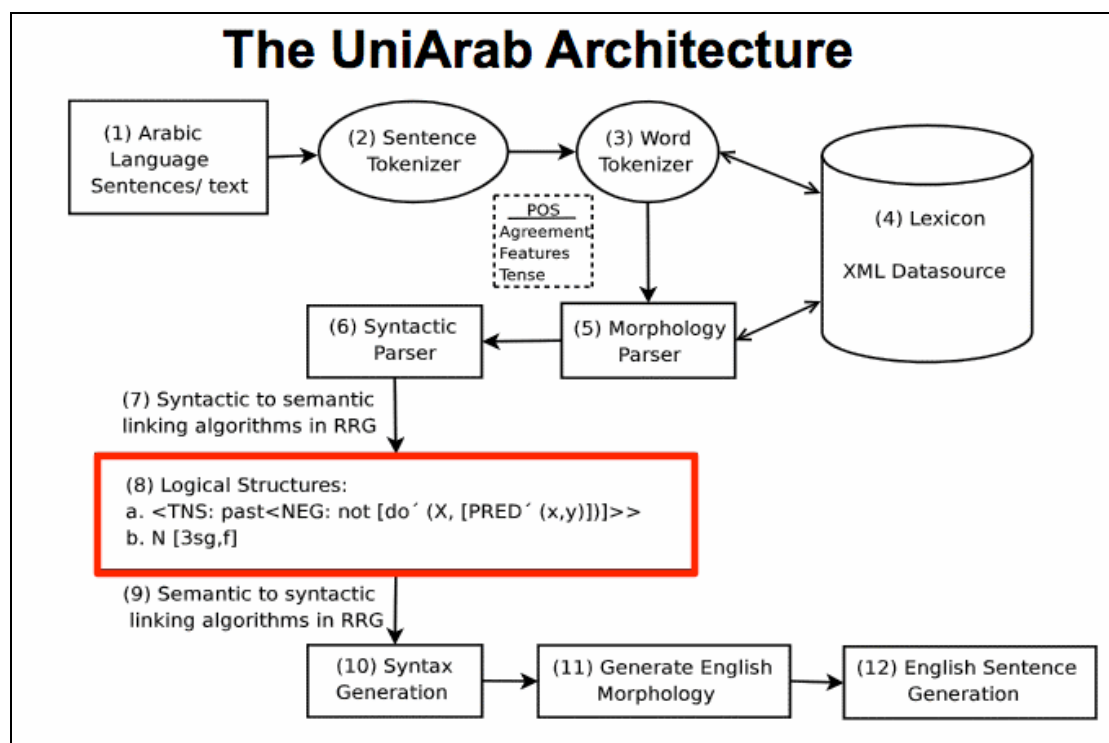 The UniArab Architecture
(1) Arabic
Language
Sentences/ text
(2) Sentence
Tokenizer
(3) Word
Tokenizer
(4) Lexicon
XML Datasource
POS
Agreement
Features
Tense
(5) Morphology
Parser
(6) Syntactic
Parser
(7) Syntactic to semantic
linking algorithms in RRG
(8) Logical Structures:
a. <TNS: past<NEG: not [do´ (X, [PRED´ (x,y)])]>>
b. N [3sg,f]
(9) Semantic to syntactic
linking algorithms in RRG
(10) Syntax
Generation
(11) Generate English
Morphology
(12) English Sentence
Generation